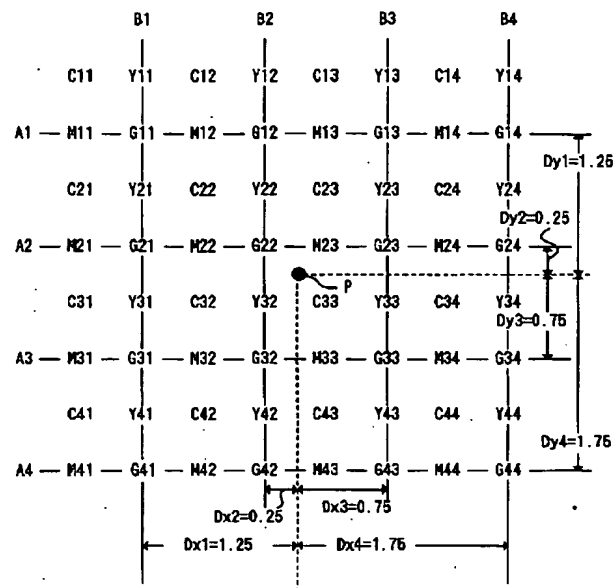 B1 B2 B3 B4
C11 Y11 C12 Y12 C13 Y13 C14 Y14
A1 M11 G11 M12 G12 M13 G13 M14 G14
Dy1=1.25
C21 Y21 C22 Y22 C23 Y23 C24 Y24
Dy2=0.25
A2 M21 G21 M22 G22 M23 G23 M24 G24
P
C31 Y31 C32 Y32 C33 Y33 C34 Y34
Dy3=0.75
A3 M31 G31 M32 G32 M33 G33 M34 G34
C41 Y41 C42 Y42 C43 Y43 C44 Y44
Dy4=1.75
A4 M41 G41 M42 G42 M43 G43 M44 G44
Dx2=0.25 Dx3=0.75
Dx1=1.25 Dx4=1.75